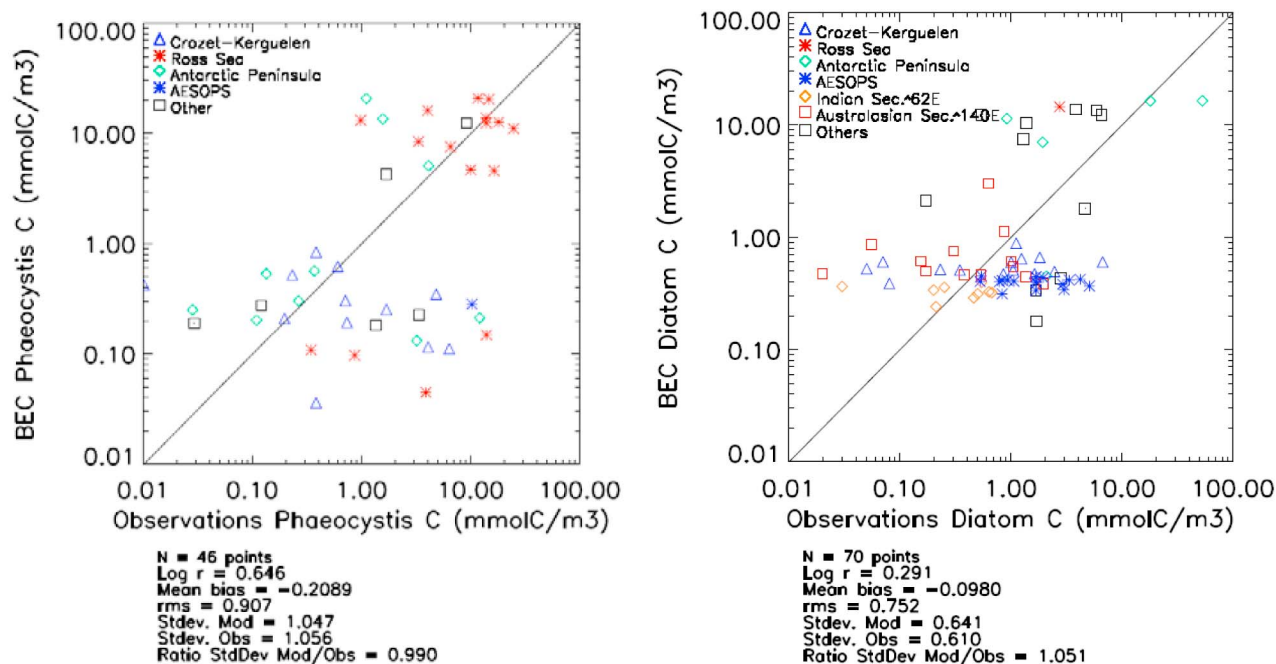 100.00
10.00
1.00
0.10
0.01
BEC Phaeocystis C (mmolC/m3)
Crozet-Kerguelen
Ross Sea
Antarctic Peninsula
AESOPS
Other
0.01 0.10 1.00 10.00 100.00
Observations Phaeocystis C (mmolC/m3)
N = 46 points
Log r = 0.646
Mean bias = -0.2089
rms = 0.907
Stdev. Mod = 1.047
Stdev. Obs = 1.056
Ratio StdDev Mod/Obs = 0.990
100.00
10.00
1.00
0.10
0.01
BEC Diatom C (mmolC/m3)
Crozet-Kerguelen
Ross Sea
Antarctic Peninsula
AESOPS
Indian Sec.~62E
Australasian Sec.~140E
Others
0.01 0.10 1.00 10.00 100.00
Observations Diatom C (mmolC/m3)
N = 70 points
Log r = 0.291
Mean bias = -0.0980
rms = 0.752
Stdev. Mod = 0.641
Stdev. Obs = 0.610
Ratio StdDev Mod/Obs = 1.051